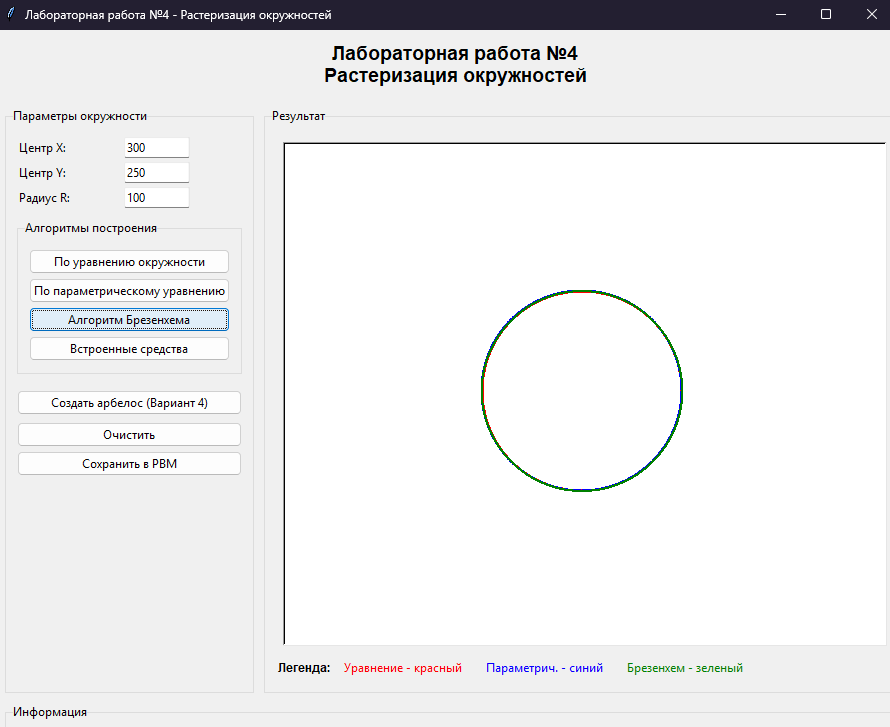 Лабораторная работа №4 - Растеризация окружностей
Лабораторная работа №4
Растеризация окружностей
Параметры окружности
Центр X: 300
Центр Y: 250
Радиус R: 100
Алгоритмы построения
По уравнению окружности
По параметрическому уравнению
Алгоритм Брезенхема
Встроенные средства
Создать арбелос (Вариант 4)
Очистить
Сохранить в PBM
Результат
Легенда: Уравнение - красный Параметрич. - синий Брезенхем - зеленый
Информация